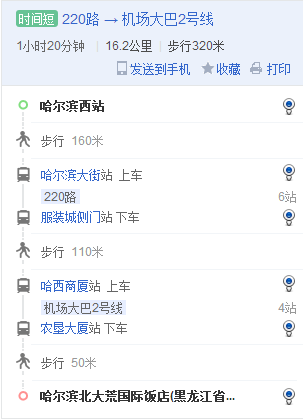 时间短 220路 → 机场大巴2号线
1小时20分钟 | 16.2公里 | 步行320米
发送到手机 收藏 打印
哈尔滨西站
步行 160米
哈尔滨大街站 上车
220路 6站
服装城侧门站 下车
步行 110米
哈西商厦站 上车
机场大巴2号线 4站
农垦大厦站 下车
步行 50米
哈尔滨北大荒国际饭店(黑龙江省...